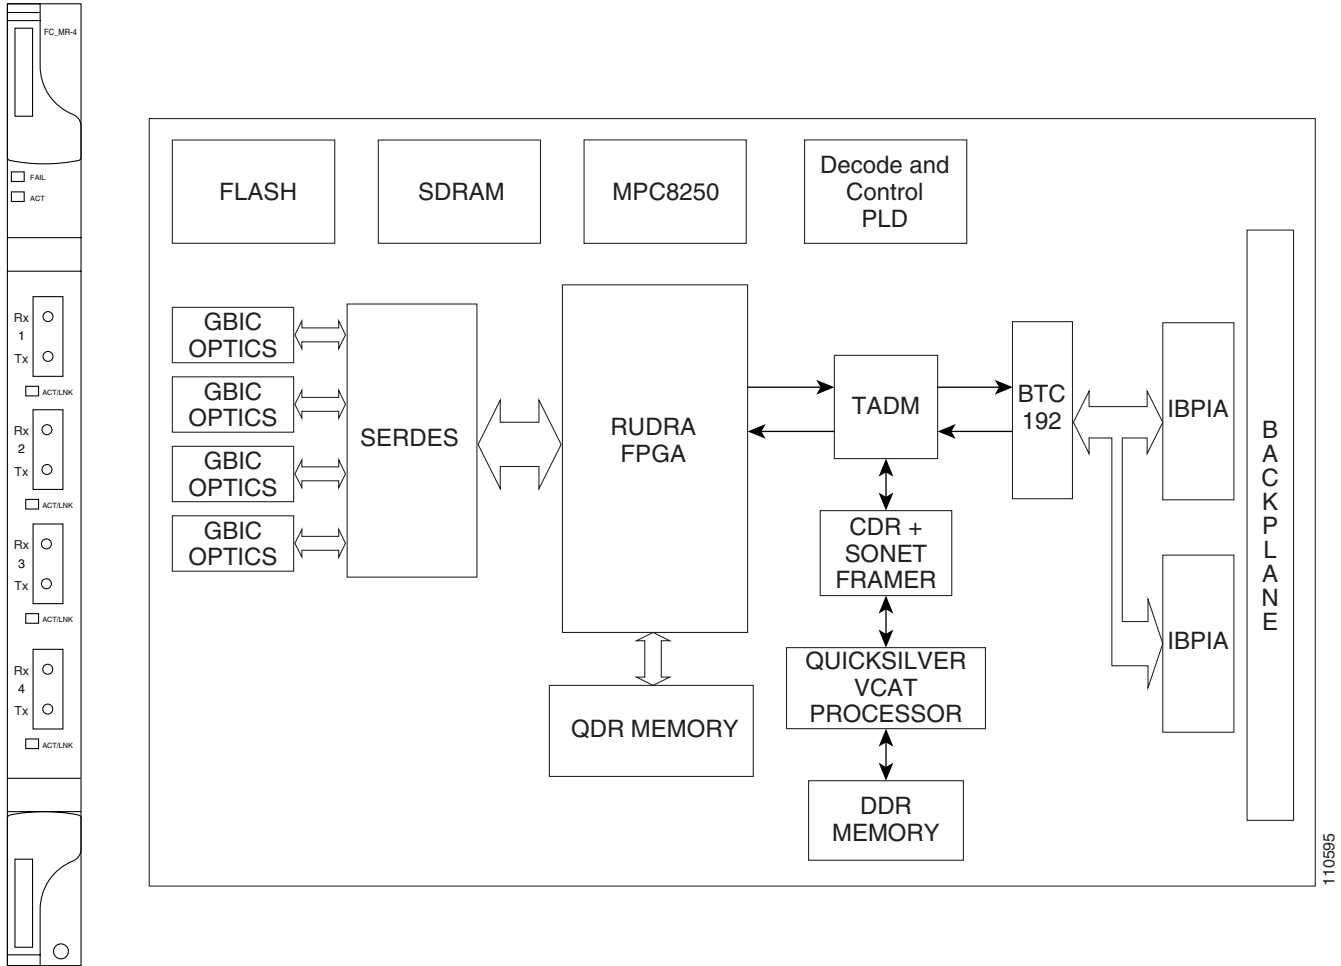 FC_MR-4
FAIL
ACT
Rx
1
Tx
ACT/LNK
Rx
2
Tx
ACT/LNK
Rx
3
Tx
ACT/LNK
Rx
4
Tx
ACT/LNK
FLASH
SDRAM
MPC8250
Decode and
Control
PLD
GBIC
OPTICS
GBIC
OPTICS
GBIC
OPTICS
GBIC
OPTICS
SERDES
RUDRA
FPGA
QDR MEMORY
TADM
CDR +
SONET
FRAMER
QUICKSILVER
VCAT
PROCESSOR
DDR
MEMORY
BTC
192
IBPIA
IBPIA
BACKPLANE
110595